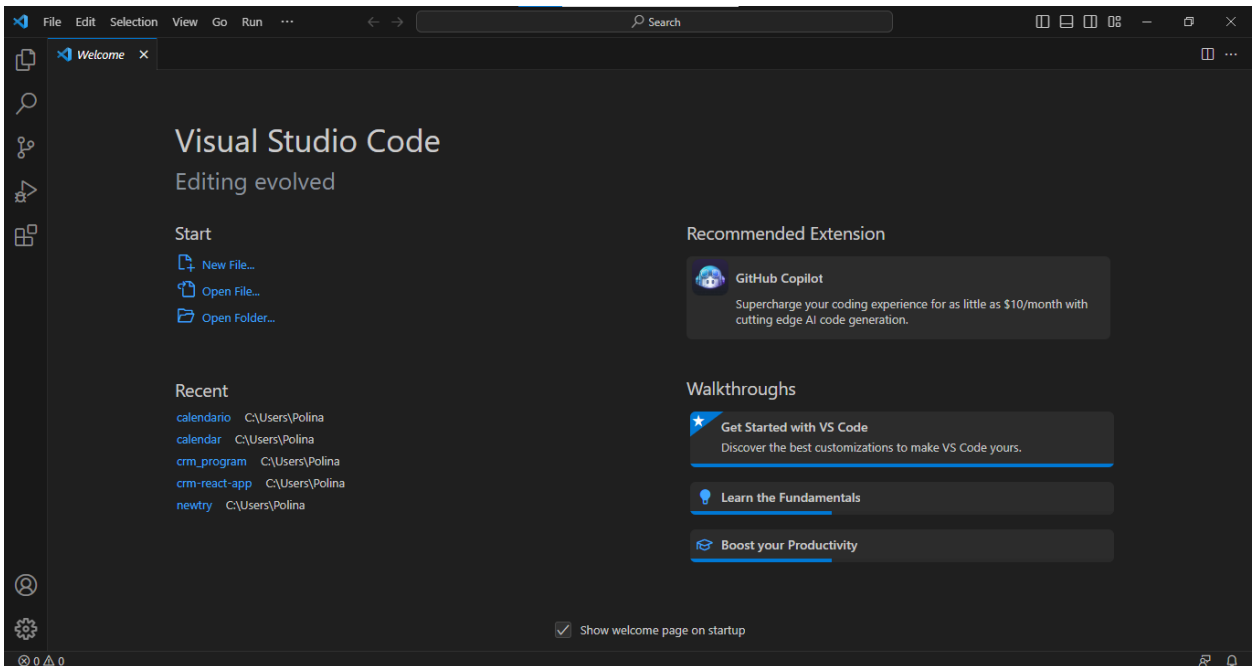 File Edit Selection View Go Run ···
Search
Welcome
Visual Studio Code
Editing evolved
Start
New File...
Open File...
Open Folder...
Recent
calendario C:\Users\Polina
calendar C:\Users\Polina
crm_program C:\Users\Polina
crm-react-app C:\Users\Polina
newtry C:\Users\Polina
Recommended Extension
GitHub Copilot
Supercharge your coding experience for as little as $10/month with
cutting edge AI code generation.
Walkthroughs
Get Started with VS Code
Discover the best customizations to make VS Code yours.
Learn the Fundamentals
Boost your Productivity
Show welcome page on startup
0 0